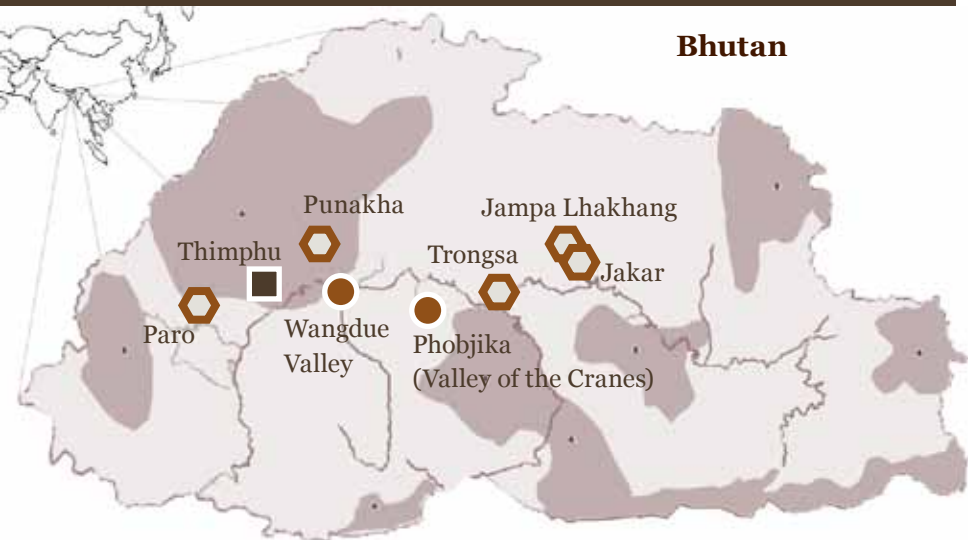 Bhutan
Punakha
Jampa Lhakhang
Thimphu
Trongsa
Jakar
Paro
Wangdue
Valley
Phobjika
(Valley of the Cranes)